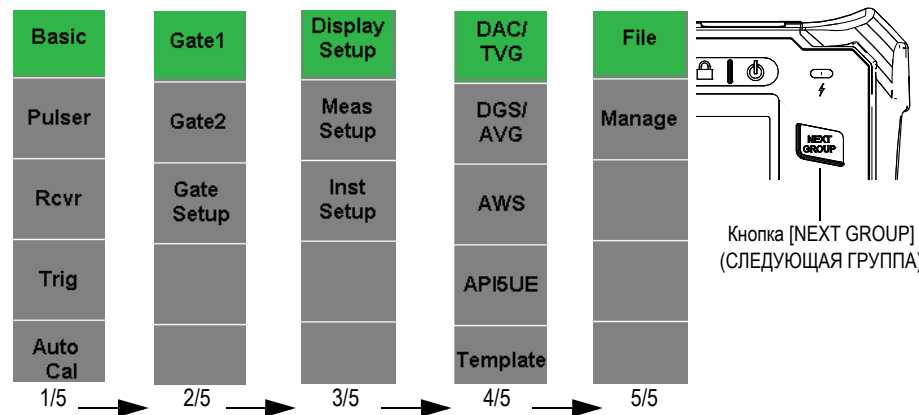 Basic
Pulser
Rcvr
Trig
Auto
Cal
1/5
Gate1
Gate2
Gate
Setup
2/5
Display
Setup
Meas
Setup
Inst
Setup
3/5
DAC/
TVG
DGS/
AVG
AWS
API5UE
Template
4/5
File
Manage
5/5
NEXT
GROUP
Кнопка [NEXT GROUP]
(СЛЕДУЮЩАЯ ГРУППА)